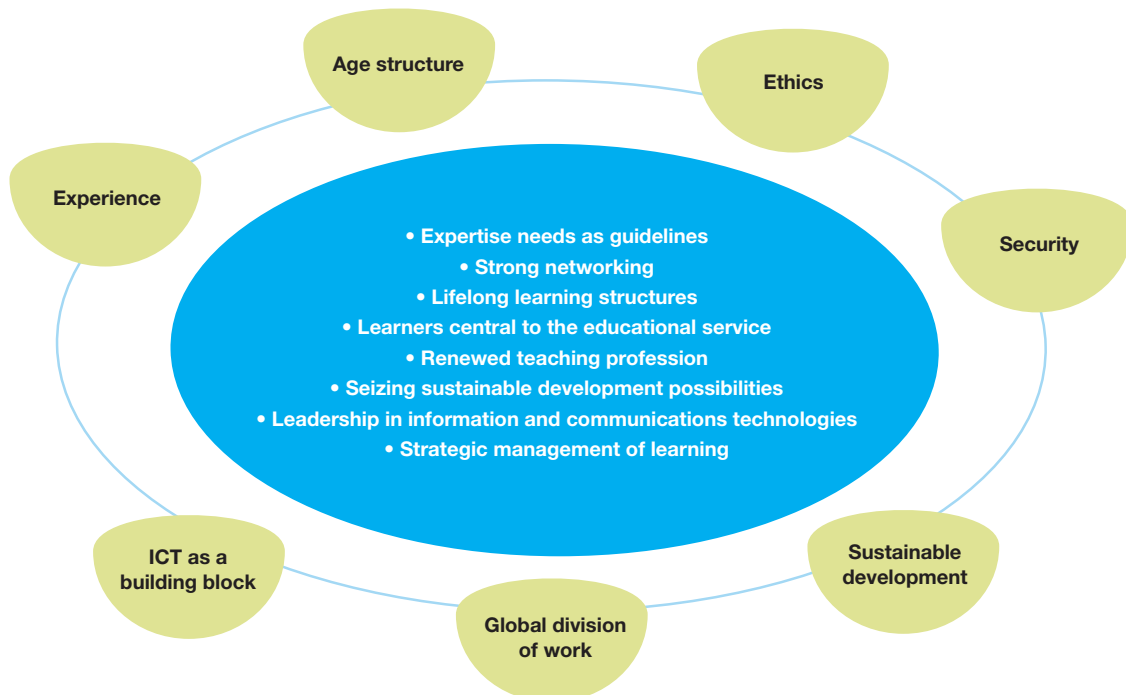 Age structure
Ethics
Experience
Security
• Expertise needs as guidelines
• Strong networking
• Lifelong learning structures
• Learners central to the educational service
• Renewed teaching profession
• Seizing sustainable development possibilities
• Leadership in information and communications technologies
• Strategic management of learning
ICT as a
building block
Sustainable
development
Global division
of work